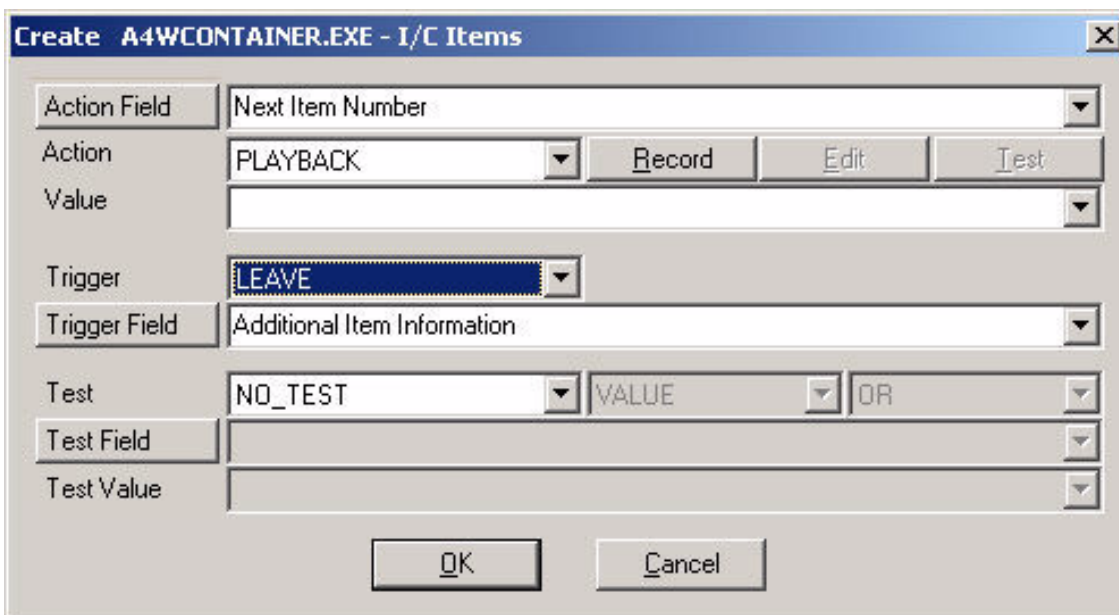 Create A4WCONTAINER.EXE - I/C Items
Action Field Next Item Number
Action PLAYBACK Record Edit Test
Value
Trigger LEAVE
Trigger Field Additional Item Information
Test NO_TEST VALUE OR
Test Field
Test Value
OK Cancel